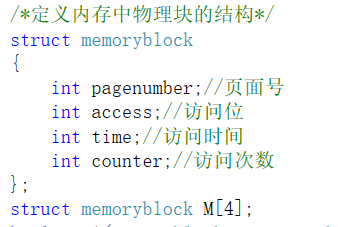 /*定义内存中物理块的结构*/
struct memoryblock
{
    int pagenumber;//页面号
    int access;//访问位
    int time;//访问时间
    int counter;//访问次数
};
struct memoryblock M[4];